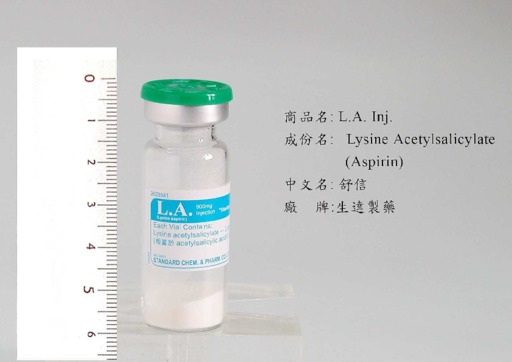 0
1
2
3
4
5
6
L.A. 900mg
(Lysine aspirin) Injection
Each Vial Contains:
Lysine acetylsalicylate
acetylsalicylic
STANDARD CHEM. & PHARM. CO.
商品名: L.A. Inj.
成份名: Lysine Acetylsalicylate
(Aspirin)
中文名: 舒信
廠 牌:生達製藥